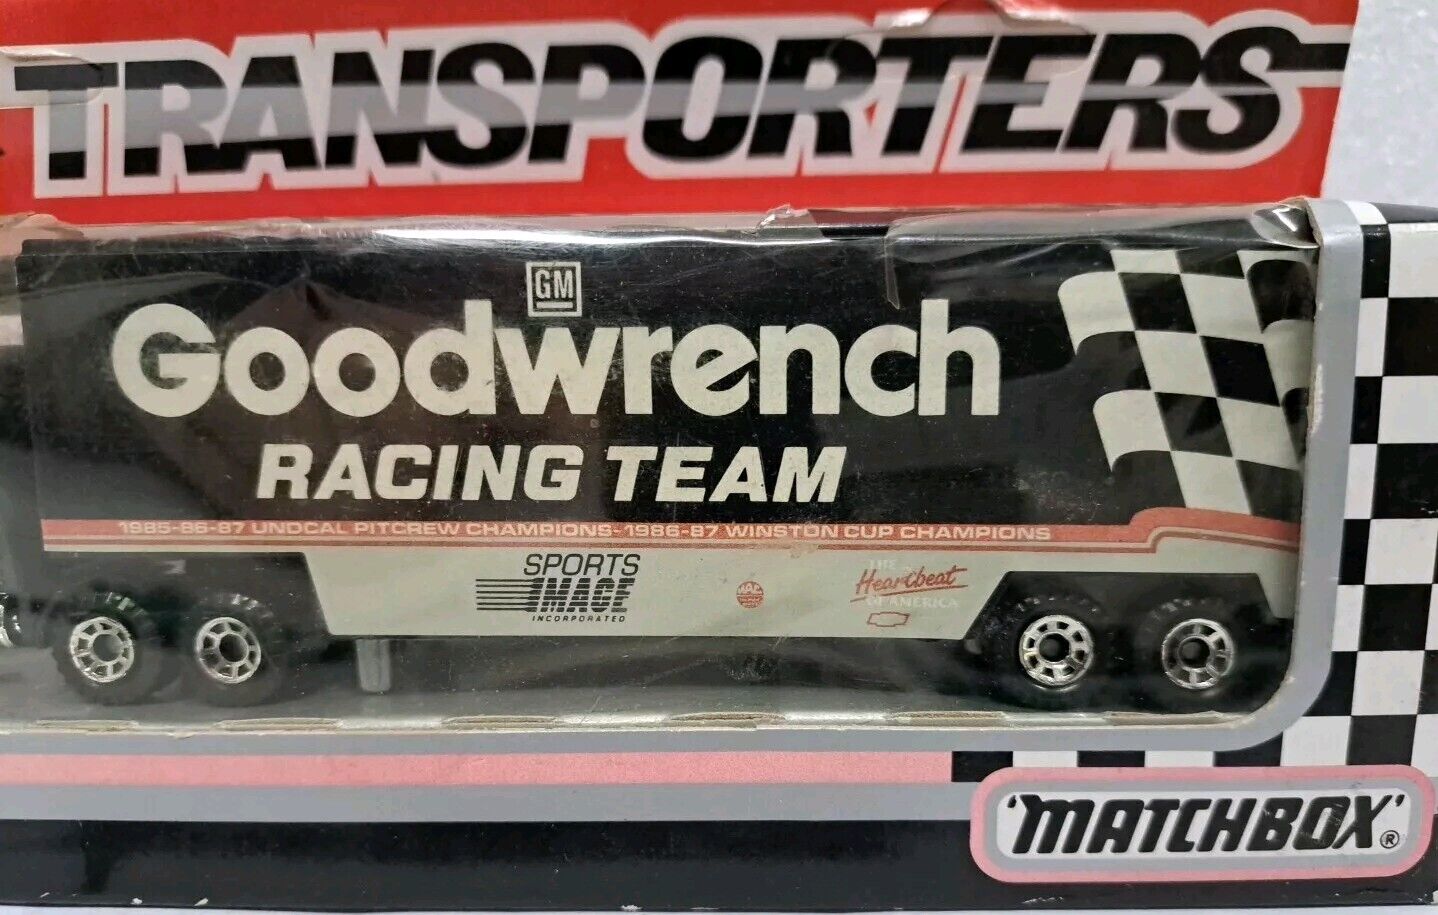 TRANSPORTERS
GM
Goodwrench
RACING TEAM
1985-86-87 UNOCAL PITCREW CHAMPIONS-1986-87 WINSTON CUP CHAMPIONS
SPORTS
IMAGE
INCORPORATED
THE
Heartbeat
OF AMERICA
'MATCHBOX'®